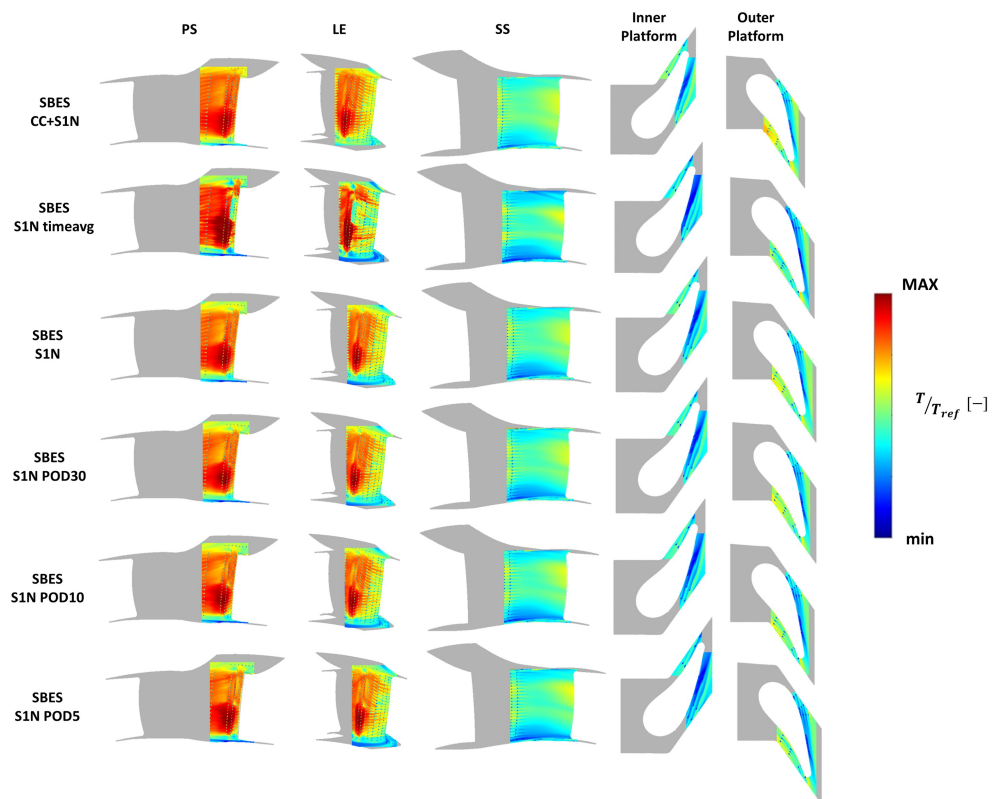 PS
LE
SS
Inner
Platform
Outer
Platform
SBES
CC+S1N
SBES
S1N timeavg
SBES
S1N
SBES
S1N POD30
SBES
S1N POD10
SBES
S1N POD5
MAX
T/T_ref [−]
min